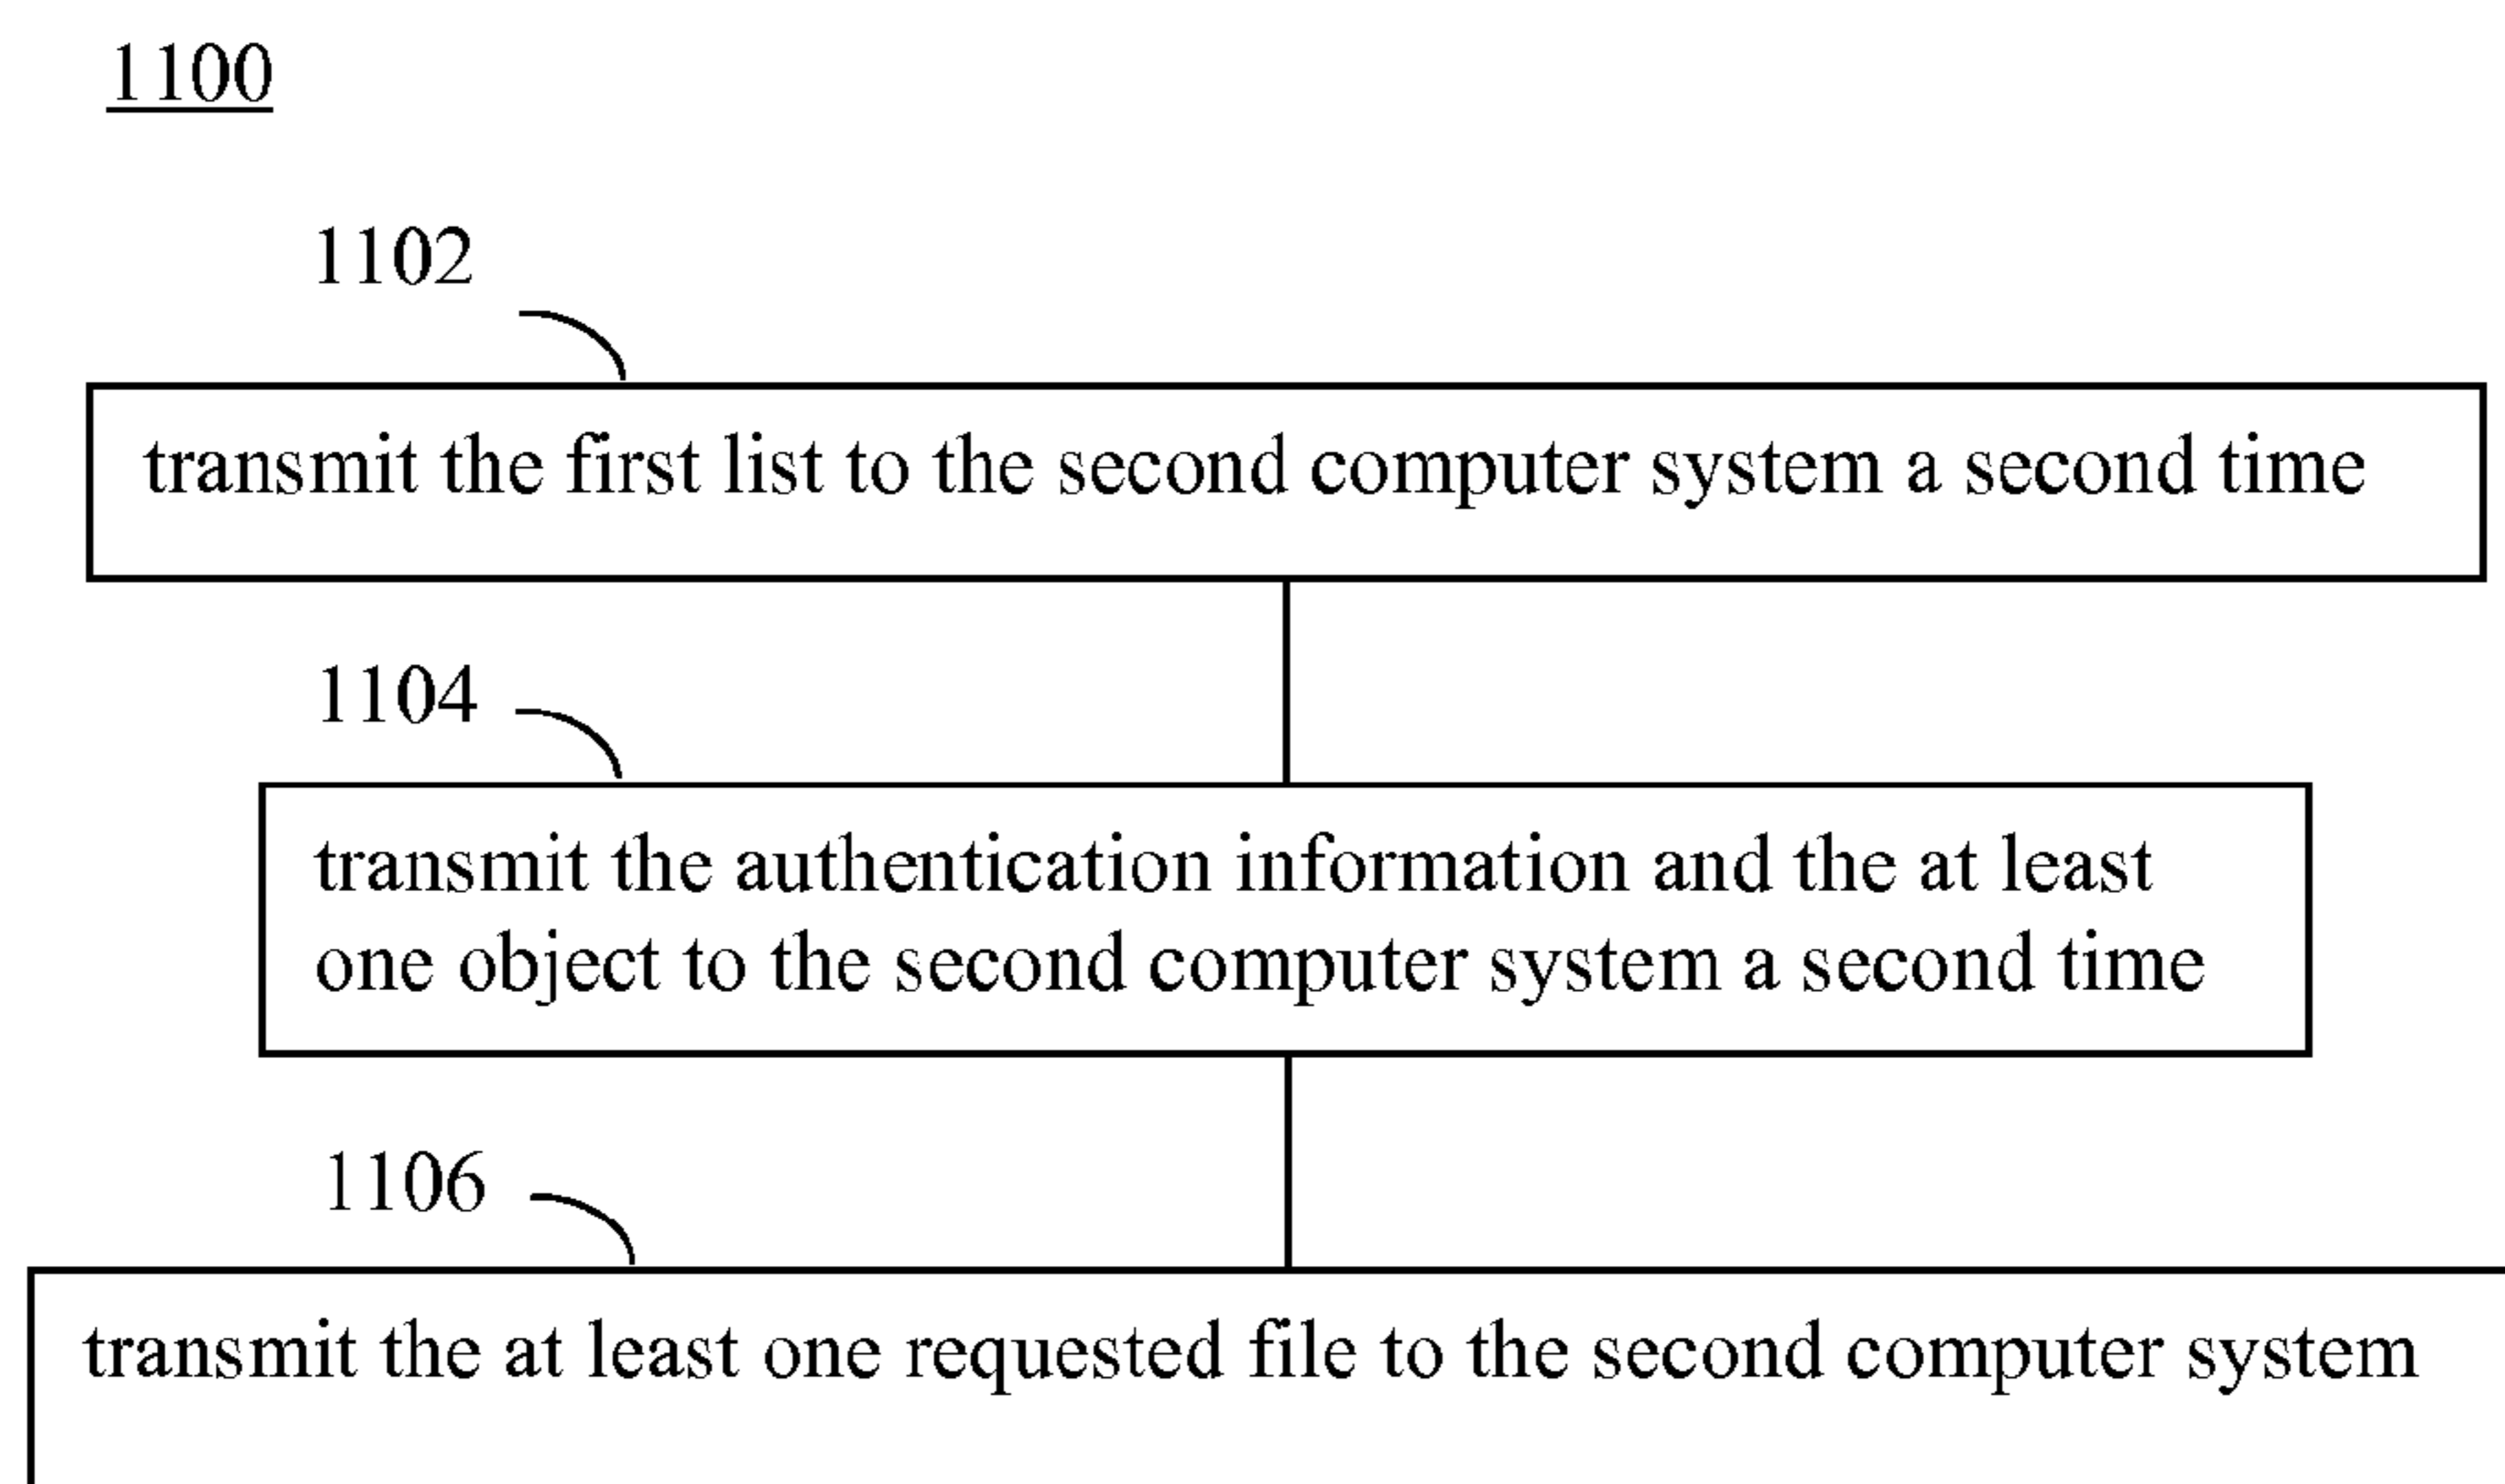 1100
1102
transmit the first list to the second computer system a second time
1104
transmit the authentication information and the at least
one object to the second computer system a second time
1106
transmit the at least one requested file to the second computer system